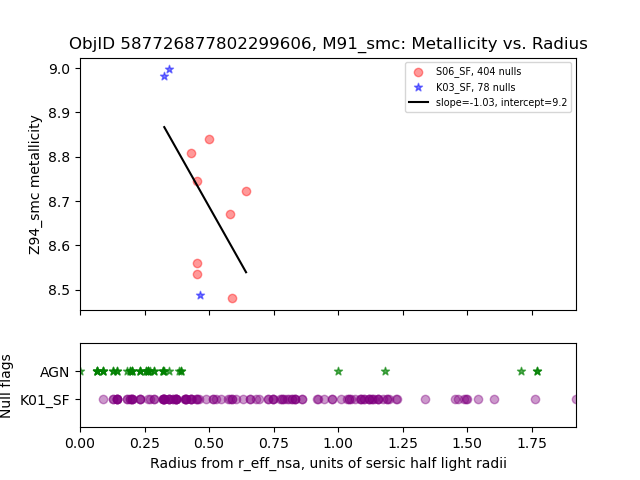 ObjID 587726877802299606, M91_smc: Metallicity vs. Radius
Z94_smc metallicity
9.0
8.9
8.8
8.7
8.6
8.5
S06_SF, 404 nulls
K03_SF, 78 nulls
slope=-1.03, intercept=9.2
Null flags
AGN
K01_SF
0.00 0.25 0.50 0.75 1.00 1.25 1.50 1.75
Radius from r_eff_nsa, units of sersic half light radii